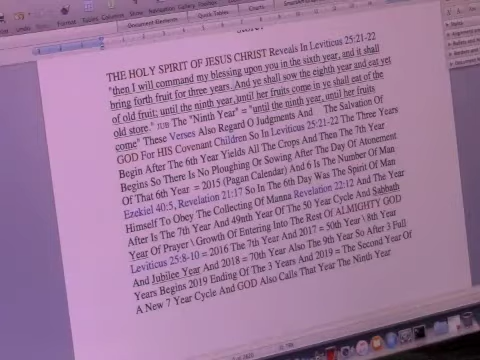 Document Elements
Quick Tables
Charts
THE HOLY SPIRIT OF JESUS CHRIST Reveals In Leviticus 25:21-22
"then I will command my blessing upon you in the sixth year, and it shall
bring forth fruit for three years. And ye shall sow the eighth year and eat yet
of old fruit; until the ninth year, until her fruits come in ye shall eat of the
old store." The "Ninth Year" = "until the ninth year, until her fruits
come" These Verses Also Regard O Judgments And The Salvation Of
GOD For HIS Covenant Children So In Leviticus 25:21-22 The Three Years
Begin After The 6th Year Yields All The Crops And Then The 7th Year
Begins So There Is No Ploughing Or Sowing After The Day Of Atonement
Of That 6th Year = 2015 (Pagan Calendar) And 6 Is The Number Of Man
Ezekiel 40:5, Revelation 21:17 So In The 6th Day Was The Spirit Of Man
Himself To Obey The Collecting Of Manna Revelation 22:12 And The Year
After Is The 7th Year And 49nth Year Of The 50 Year Cycle And Sabbath
Year Of Prayer \ Growth Of Entering Into The Rest Of ALMIGHTY GOD
Leviticus 25:8-10 = 2016 The 7th Year And 2017 = 50th Year \ 8th Year
And Jubilee Year And 2018 = 70th Year Also The 9th Year So After 3 Full
Years Begins 2019 Ending Of The 3 Years And 2019 = The Second Year Of
A New 7 Year Cycle And GOD Also Calls That Year The Ninth Year